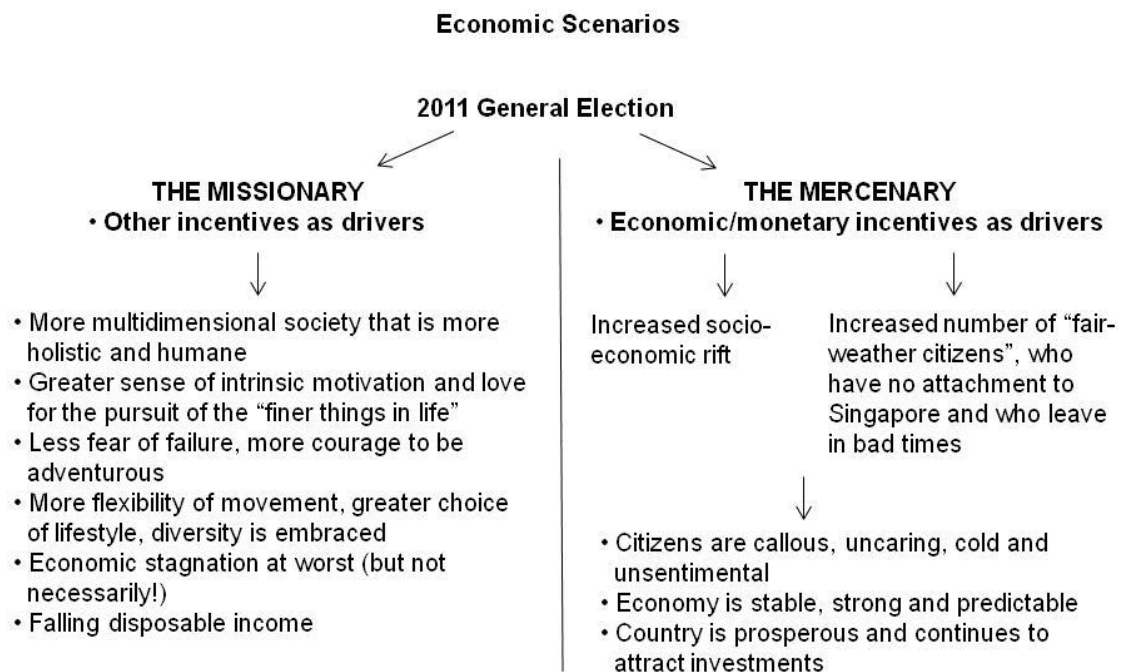 Economic Scenarios
2011 General Election
THE MISSIONARY
• Other incentives as drivers
• More multidimensional society that is more
holistic and humane
• Greater sense of intrinsic motivation and love
for the pursuit of the “finer things in life”
• Less fear of failure, more courage to be
adventurous
• More flexibility of movement, greater choice
of lifestyle, diversity is embraced
• Economic stagnation at worst (but not
necessarily!)
• Falling disposable income
THE MERCENARY
• Economic/monetary incentives as drivers
Increased socio-
economic rift
Increased number of “fair-
weather citizens”, who
have no attachment to
Singapore and who leave
in bad times
• Citizens are callous, uncaring, cold and
unsentimental
• Economy is stable, strong and predictable
• Country is prosperous and continues to
attract investments